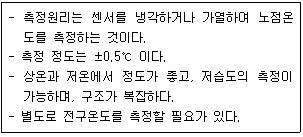 - 측정원리는 센서를 냉각하거나 가열하여 노점온
도를 측정하는 것이다.
- 측정 정도는 ±0.5℃ 이다.
- 상온과 저온에서 정도가 좋고, 저습도의 측정이
가능하며, 구조가 복잡하다.
- 별도로 전구온도를 측정할 필요가 있다.